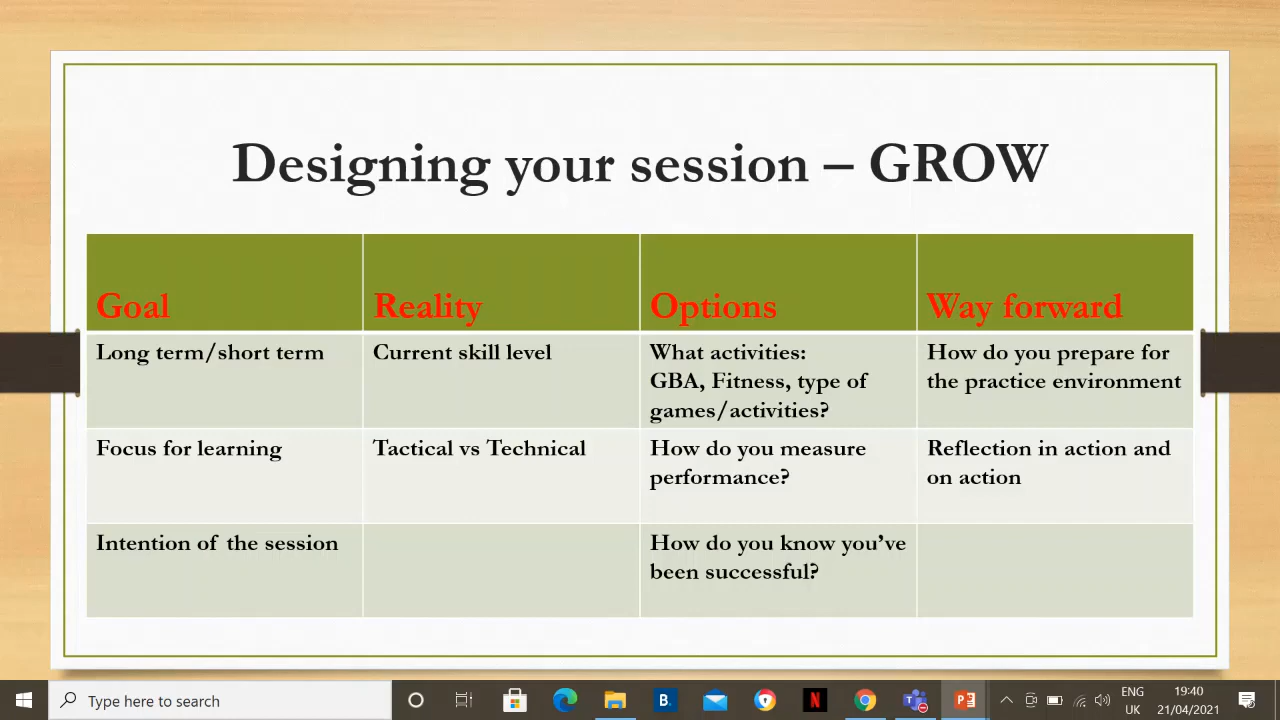 Designing your session – GROW
Goal
Reality
Options
Way forward
Long term/short term
Current skill level
What activities:
GBA, Fitness, type of
games/activities?
How do you prepare for
the practice environment
Focus for learning
Tactical vs Technical
How do you measure
performance?
Reflection in action and
on action
Intention of the session
How do you know you’ve
been successful?
Type here to search
B.
N
P
ENG
UK
19:40
21/04/2021